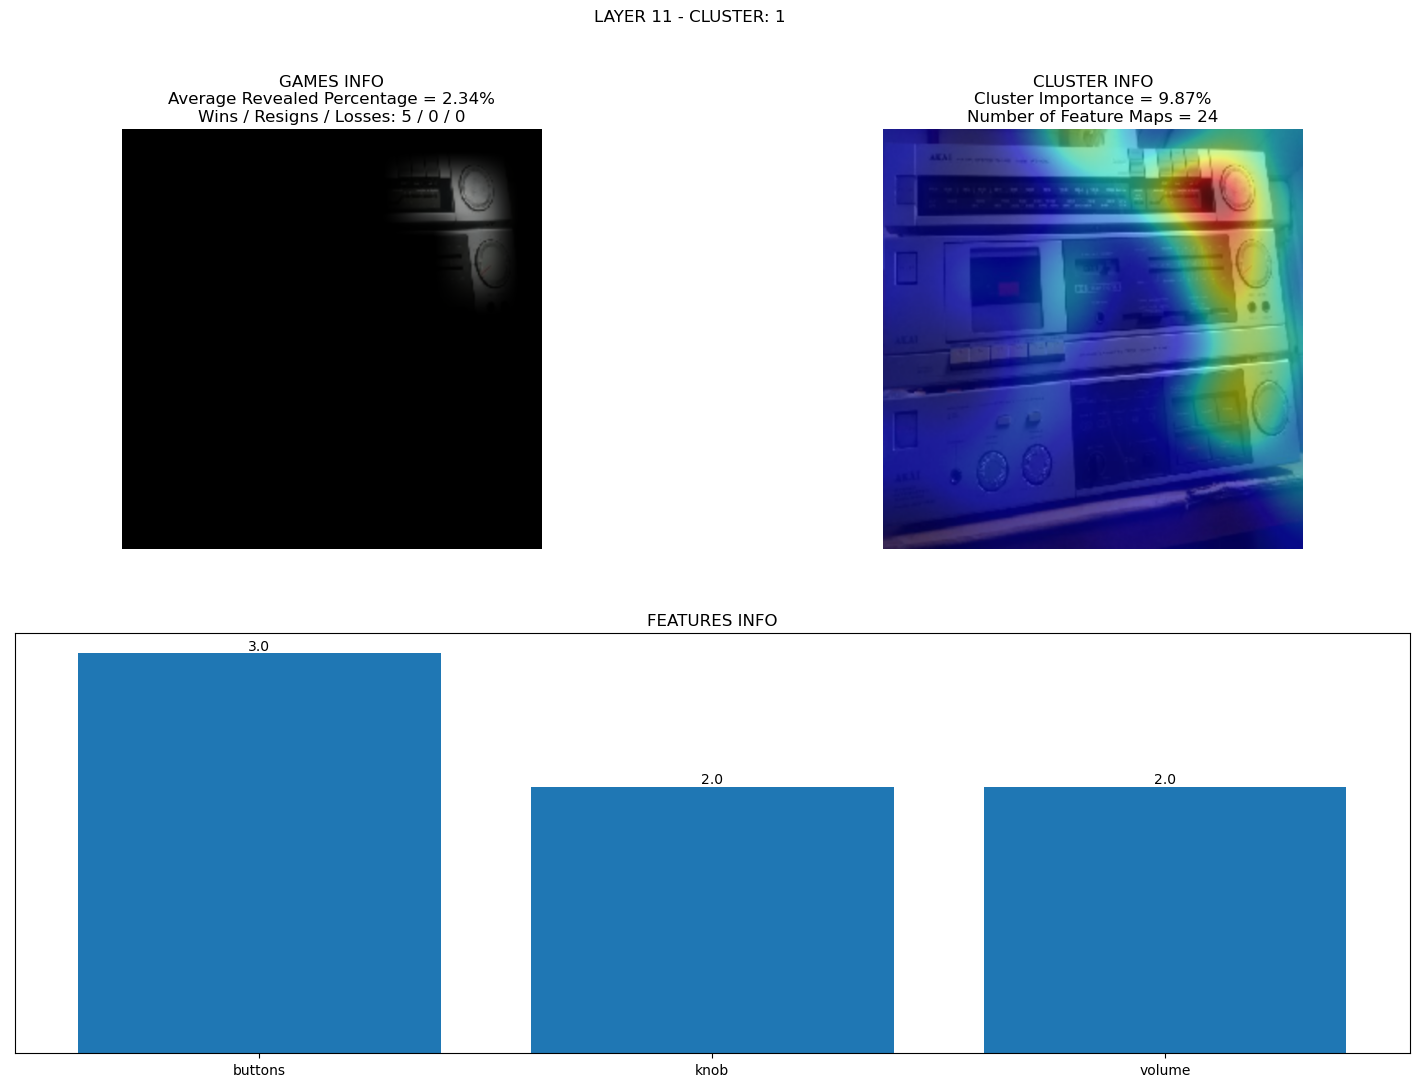 LAYER 11 - CLUSTER: 1
GAMES INFO
Average Revealed Percentage = 2.34%
Wins / Resigns / Losses: 5 / 0 / 0
CLUSTER INFO
Cluster Importance = 9.87%
Number of Feature Maps = 24
AKAI
AKAI
AKAI
FEATURES INFO
3.0
2.0
2.0
buttons
knob
volume